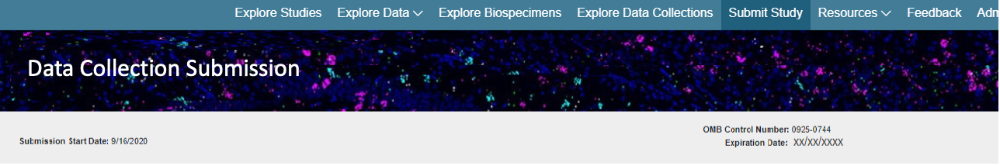 Explore Studies Explore Data Explore Biospecimens Explore Data Collections Submit Study Resources Feedback Adm
Data Collection Submission
OMB Control Number: 0925-0744
Submission Start Date: 9/16/2020
Expiration Date: XX/XX/XXXX